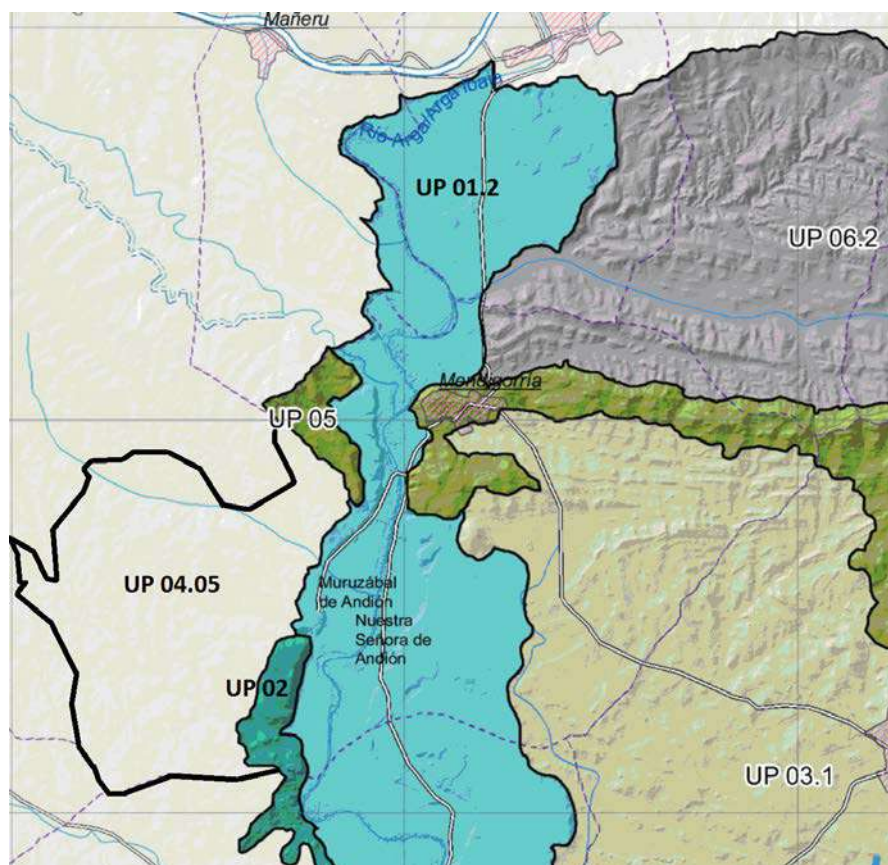 Mañeru
Río Arga/Arga Ibaia
UP 01.2
UP 06.2
Mendigorría
UP 05
UP 04.05
Muruzábal
de Andión
Nuestra
Señora de
Andión
UP 02
UP 03.1